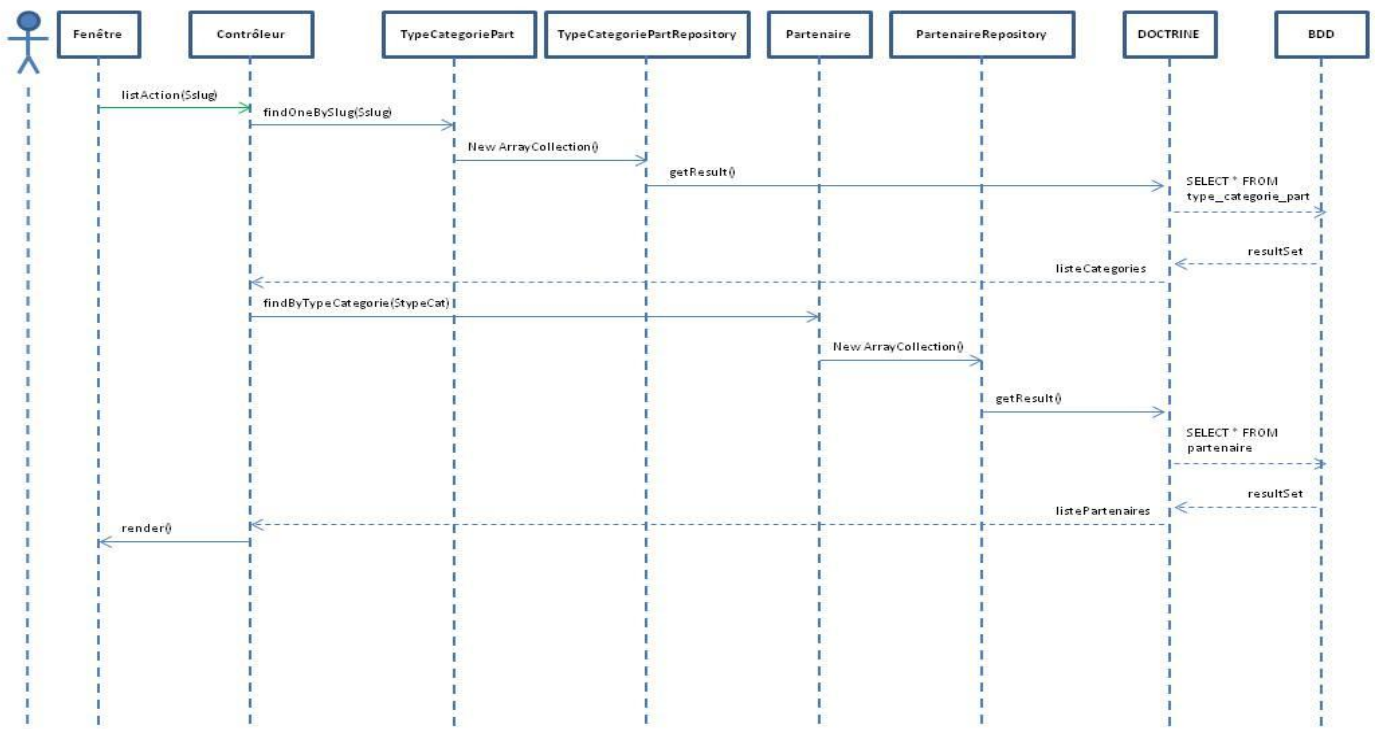 Fenêtre
Contrôleur
TypeCategoriePart
TypeCategoriePartRepository
Partenaire
PartenaireRepository
DOCTRINE
BDD
listAction($slug)
findOneBySlug($slug)
New ArrayCollection()
getResult()
SELECT * FROM
type_categorie_part
resultSet
listeCategories
findByTypeCategorie($typeCat)
New ArrayCollection()
getResult()
SELECT * FROM
partenaire
resultSet
listePartenaires
render()